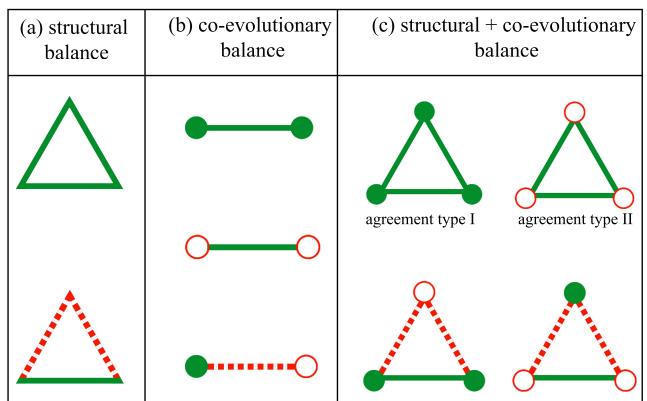 (a) structural
balance
(b) co-evolutionary
balance
(c) structural + co-evolutionary
balance
agreement type I
agreement type II